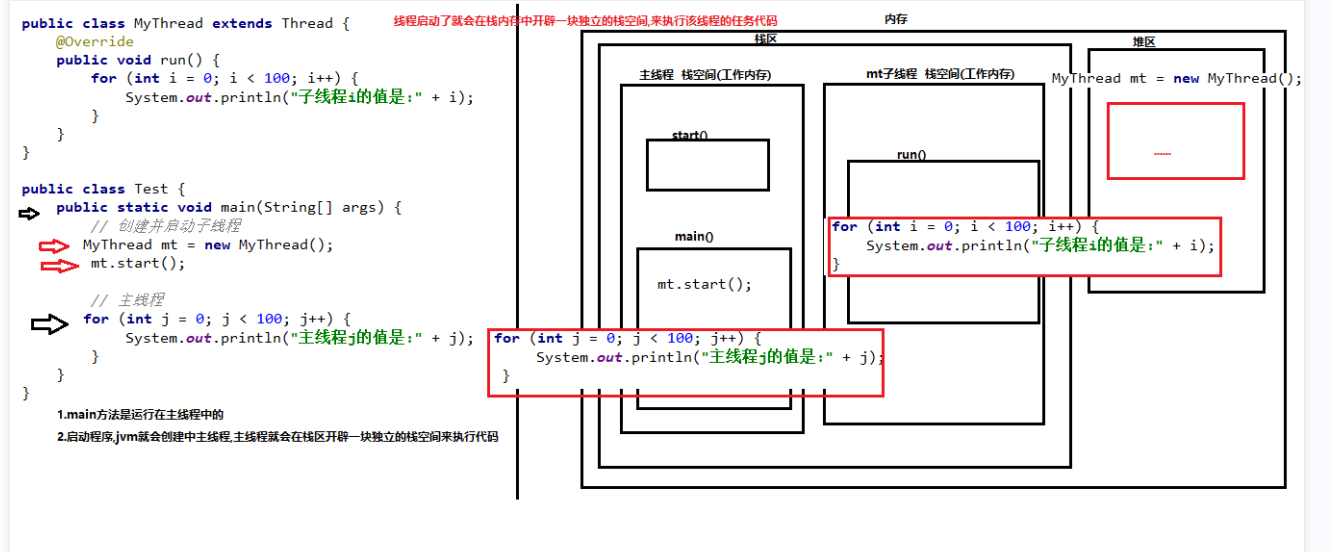 public class MyThread extends Thread {
@Override
public void run() {
for (int i = 0; i < 100; i++) {
System.out.println("子线程i的值是:" + i);
}
}
}
public class Test {
public static void main(String[] args) {
// 创建并启动子线程
MyThread mt = new MyThread();
mt.start();
// 主线程
for (int j = 0; j < 100; j++) {
System.out.println("主线程j的值是:" + j);
}
}
}
1.main方法是运行在主线程中的
2.启动程序,jvm就会创建中主线程,主线程就会在栈区开辟一块独立的栈空间来执行代码
线程启动了就会在栈内存中开辟一块独立的栈空间,来执行该线程的任务代码
内存
栈区
堆区
主线程 栈空间(工作内存)
mt子线程 栈空间(工作内存)
MyThread mt = new MyThread();
start()
run()
......
for (int i = 0; i < 100; i++) {
System.out.println("子线程i的值是:" + i);
}
main()
mt.start();
for (int j = 0; j < 100; j++) {
System.out.println("主线程j的值是:" + j);
}